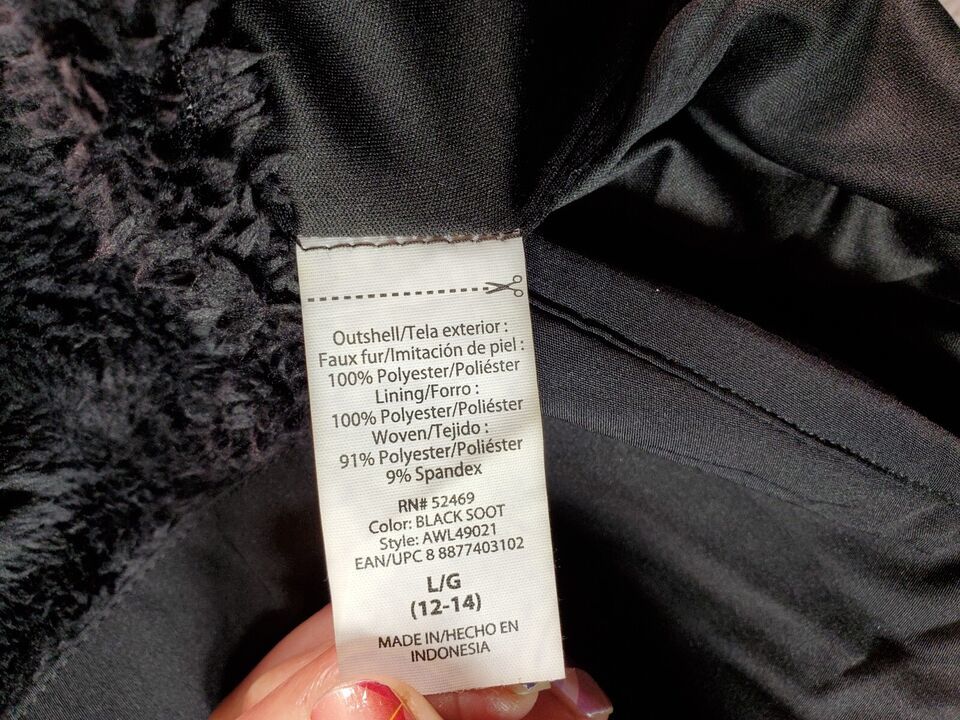 Outshell/Tela exterior :
Faux fur/Imitación de piel :
100% Polyester/Poliéster
Lining/Forro :
100% Polyester/Poliéster
Woven/Tejido :
91% Polyester/Poliéster
9% Spandex
RN# 52469
Color: BLACK SOOT
Style: AWL49021
EAN/UPC 8 8877403102
L/G
(12-14)
MADE IN/HECHO EN
INDONESIA